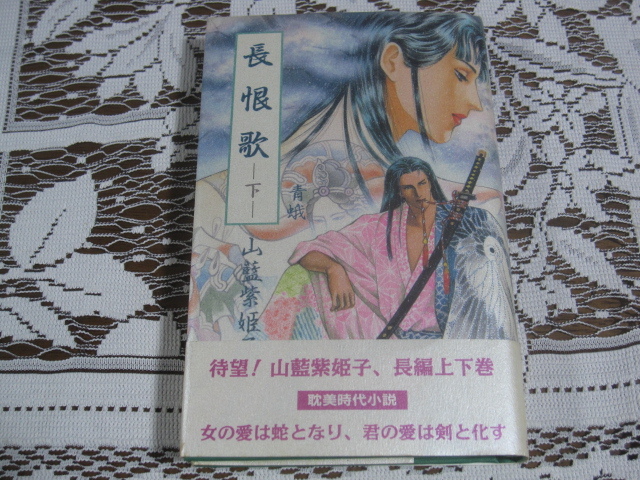 長恨歌
―下―
青蛾
山藍紫姫
待望！山藍紫姫子、長編上下巻
耽美時代小説
女の愛は蛇となり、君の愛は剣と化す